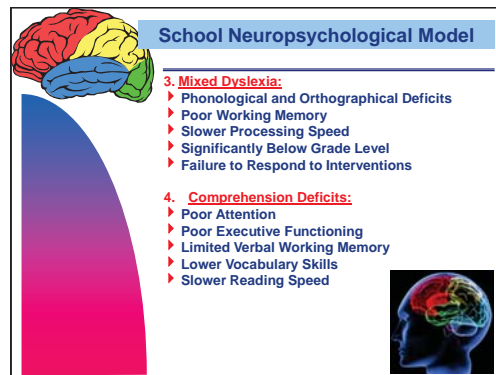 School Neuropsychological Model
3. Mixed Dyslexia:
Phonological and Orthographical Deficits
Poor Working Memory
Slower Processing Speed
Significantly Below Grade Level
Failure to Respond to Interventions
4. Comprehension Deficits:
Poor Attention
Poor Executive Functioning
Limited Verbal Working Memory
Lower Vocabulary Skills
Slower Reading Speed